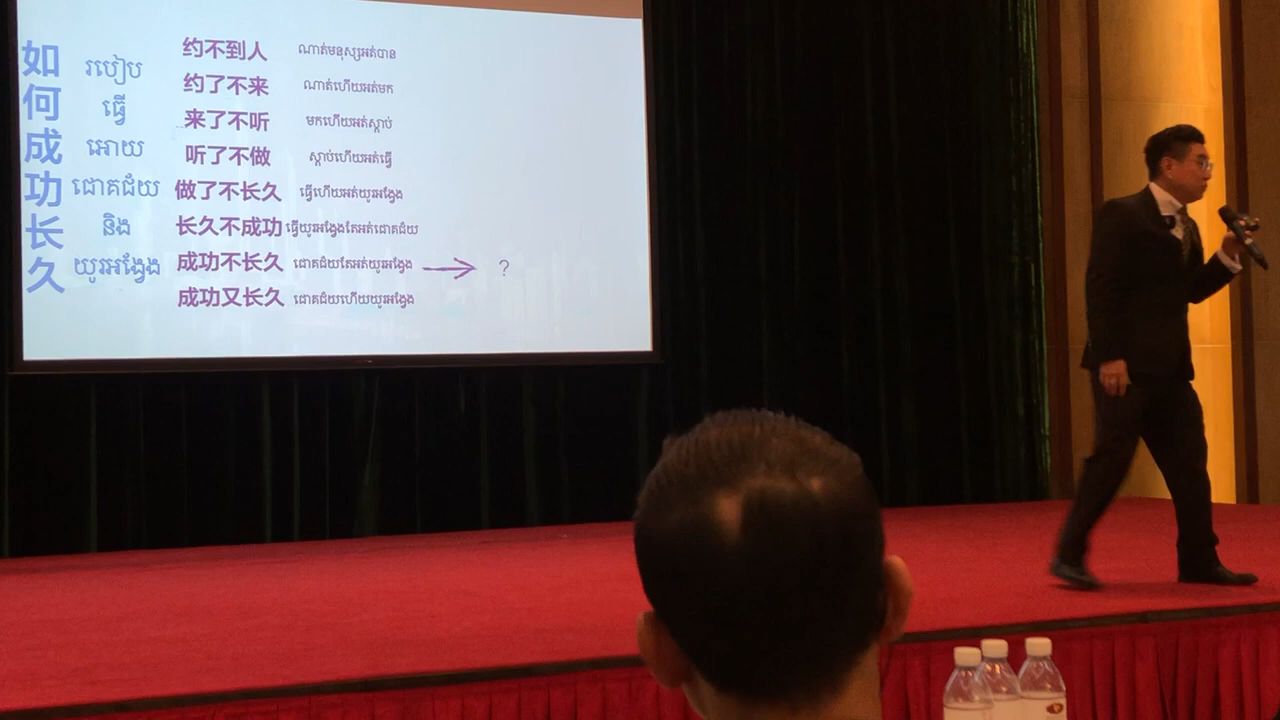 如何成功长久
របៀប
ធ្វើ
អោយ
ជោគជ័យ
និង
យូរអង្វែង
约不到人 ណាត់មនុស្សអត់បាន
约了不来 ណាត់ហើយអត់មក
来了不听 មកហើយអត់ស្តាប់
听了不做 ស្តាប់ហើយអត់ធ្វើ
做了不长久 ធ្វើហើយអត់យូរអង្វែង
长久不成功 ធ្វើយូរអង្វែងតែអត់ជោគជ័យ
成功不长久 ជោគជ័យតែអត់យូរអង្វែង → ?
成功又长久 ជោគជ័យហើយយូរអង្វែង